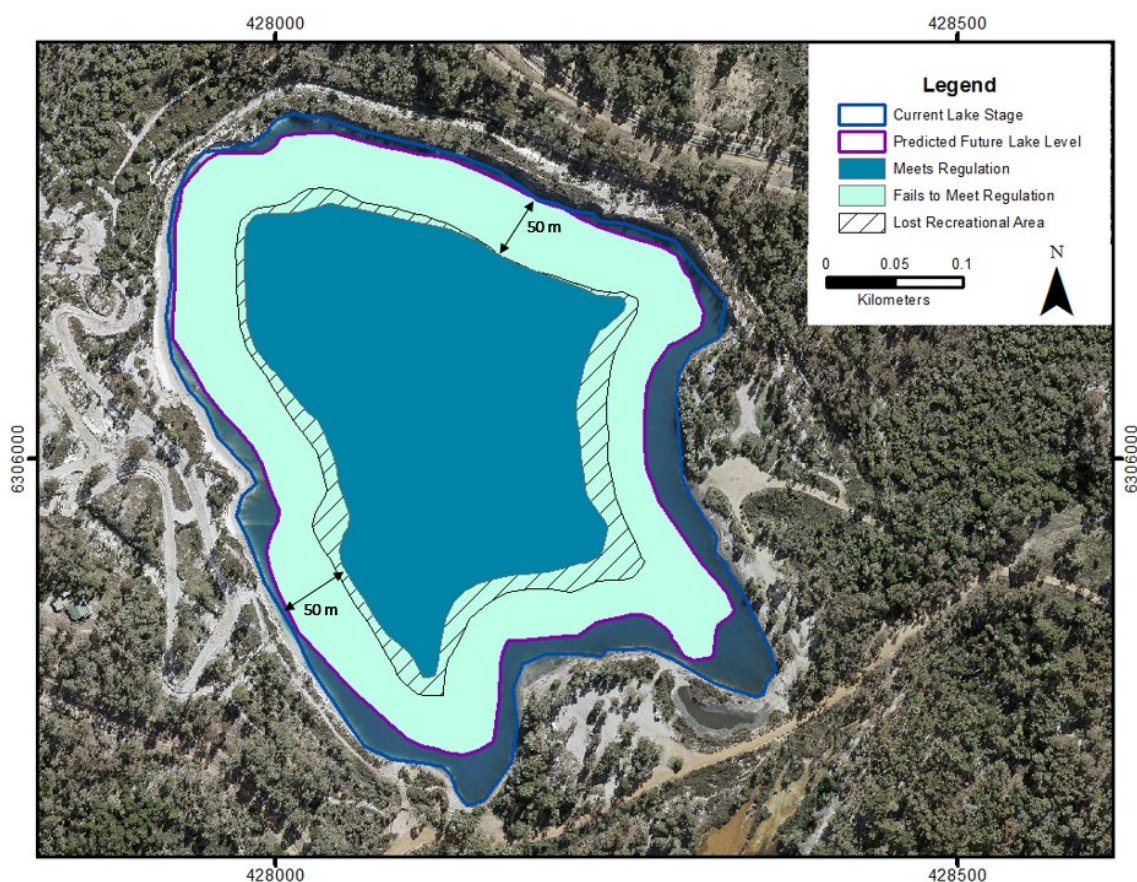 428000
428500
Legend
Current Lake Stage
Predicted Future Lake Level
Meets Regulation
Fails to Meet Regulation
Lost Recreational Area
N
0
0.05
0.1
Kilometers
50 m
6306000
6306000
50 m
428000
428500